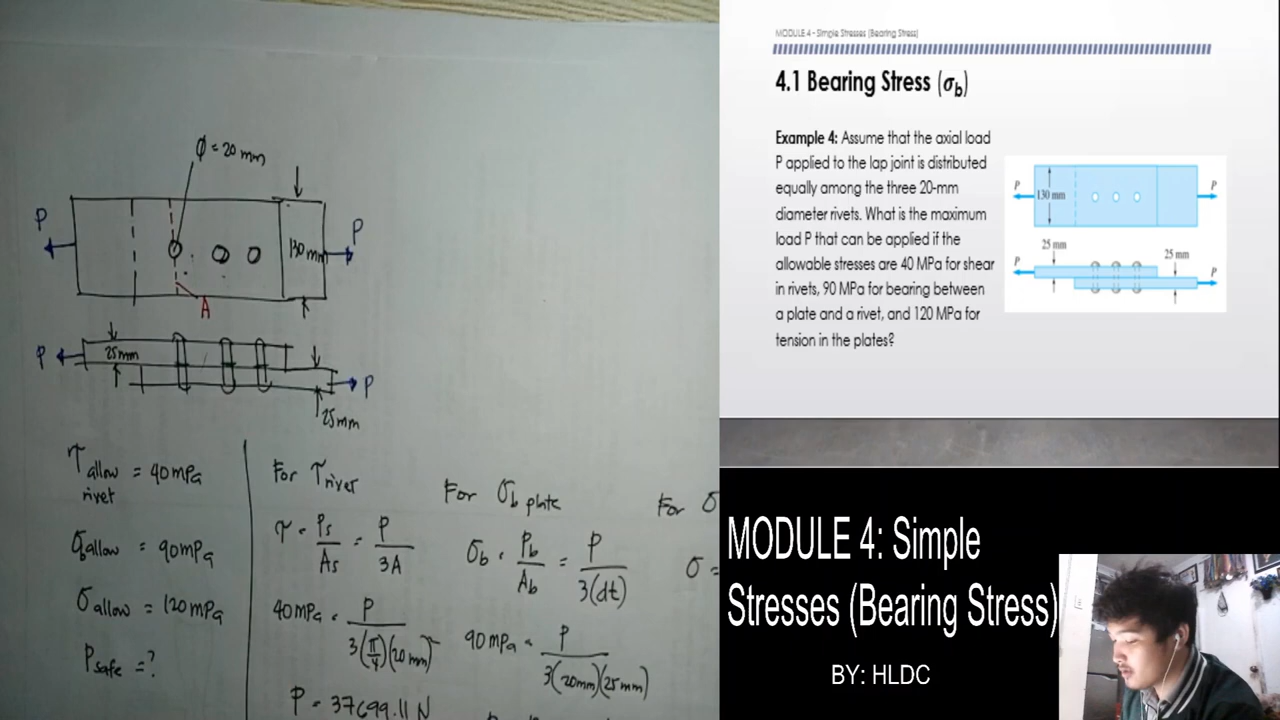 Φ = 20 mm
P
P
130 mm
A
P
25mm
P
25mm
τallow rivet = 40mPa
σballow = 90mPa
σallow = 120mPa
Psafe = ?
For τrivet
τ = Ps/As = P/3A
40mPa = P/3(π/4)(20mm)
P = 37699.11 N
For σb plate
σb = Pb/Ab = P/3(dt)
90mPa = P/3(20mm)(25mm)
For σ
σ =
MODULE 4 - Simple Stresses (Bearing Stress)
4.1 Bearing Stress (σb)
Example 4: Assume that the axial load
P applied to the lap joint is distributed
equally among the three 20-mm
diameter rivets. What is the maximum
load P that can be applied if the
allowable stresses are 40 MPa for shear
in rivets, 90 MPa for bearing between
a plate and a rivet, and 120 MPa for
tension in the plates?
P
130 mm
P
25 mm
25 mm
P
P
MODULE 4: Simple
Stresses (Bearing Stress)
BY: HLDC